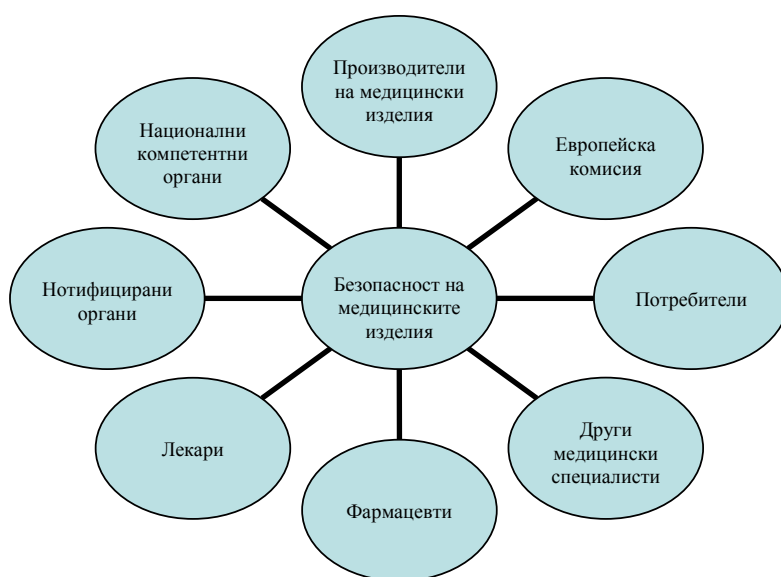 Производители
на медицински
изделия
Национални
компетентни
органи
Европейска
комисия
Нотифицирани
органи
Безопасност на
медицинските
изделия
Потребители
Лекари
Други
медицински
специалисти
Фармацевти